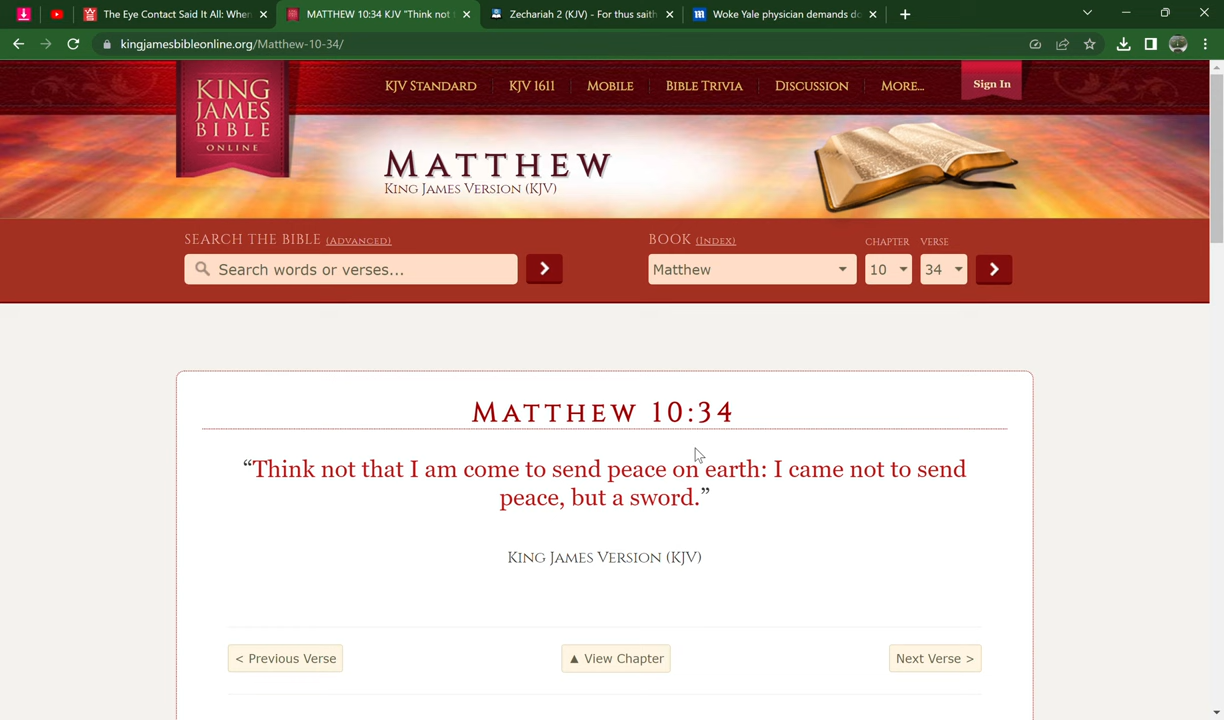 The Eye Contact Said It All: When
MATTHEW 10:34 KJV "Think not
Zechariah 2 (KJV) - For thus saith
Woke Yale physician demands do
kingjamesbibleonline.org/Matthew-10-34/
KING
JAMES
BIBLE
ONLINE
KJV STANDARD
KJV 1611
MOBILE
BIBLE TRIVIA
DISCUSSION
MORE...
Sign In
MATTHEW
KING JAMES VERSION (KJV)
SEARCH THE BIBLE (ADVANCED)
Search words or verses...
BOOK (INDEX)
Matthew
CHAPTER
10
VERSE
34
MATTHEW 10:34
“Think not that I am come to send peace on earth: I came not to send
peace, but a sword.”
KING JAMES VERSION (KJV)
< Previous Verse
▲ View Chapter
Next Verse >